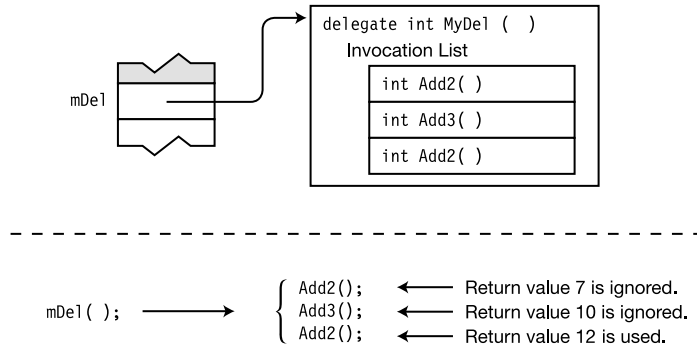 delegate int MyDel ( )
Invocation List
mDel
int Add2( )
int Add3( )
int Add2( )
mDel( );
Add2(); Return value 7 is ignored.
Add3(); Return value 10 is ignored.
Add2(); Return value 12 is used.